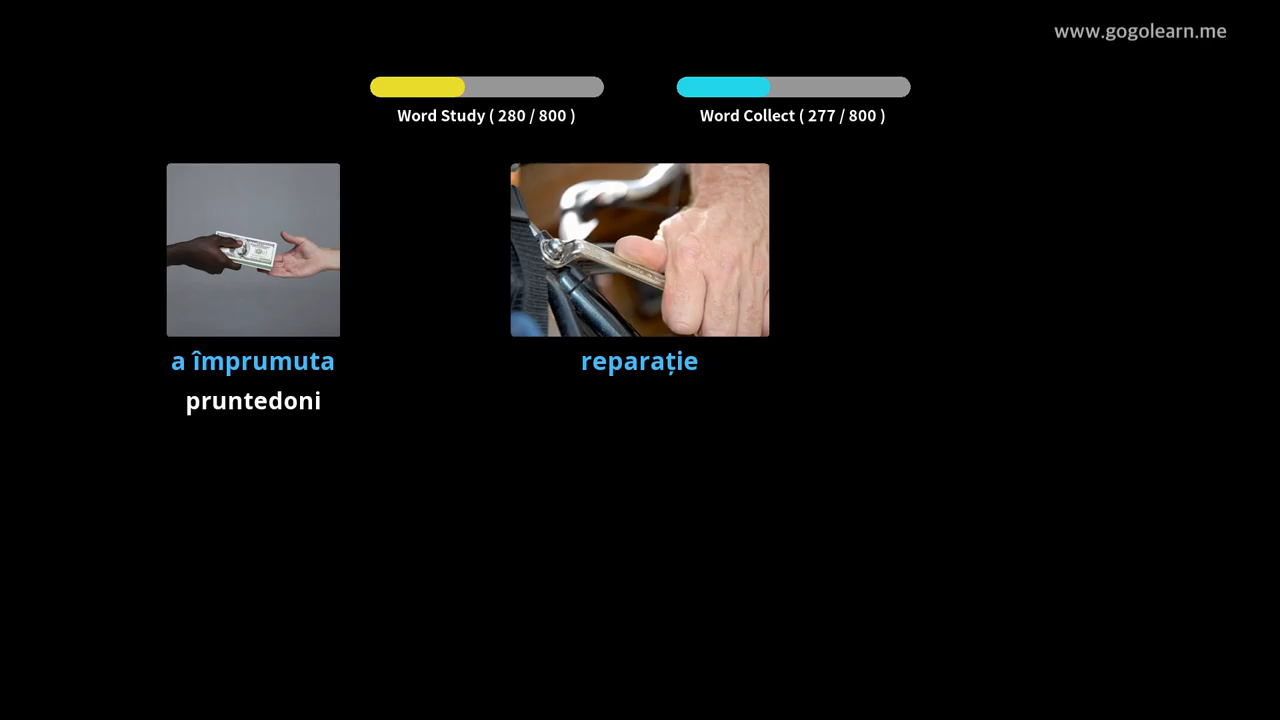 www.gogolearn.me
Word Study ( 280 / 800 )
Word Collect ( 277 / 800 )
a împrumuta
pruntedoni
reparație